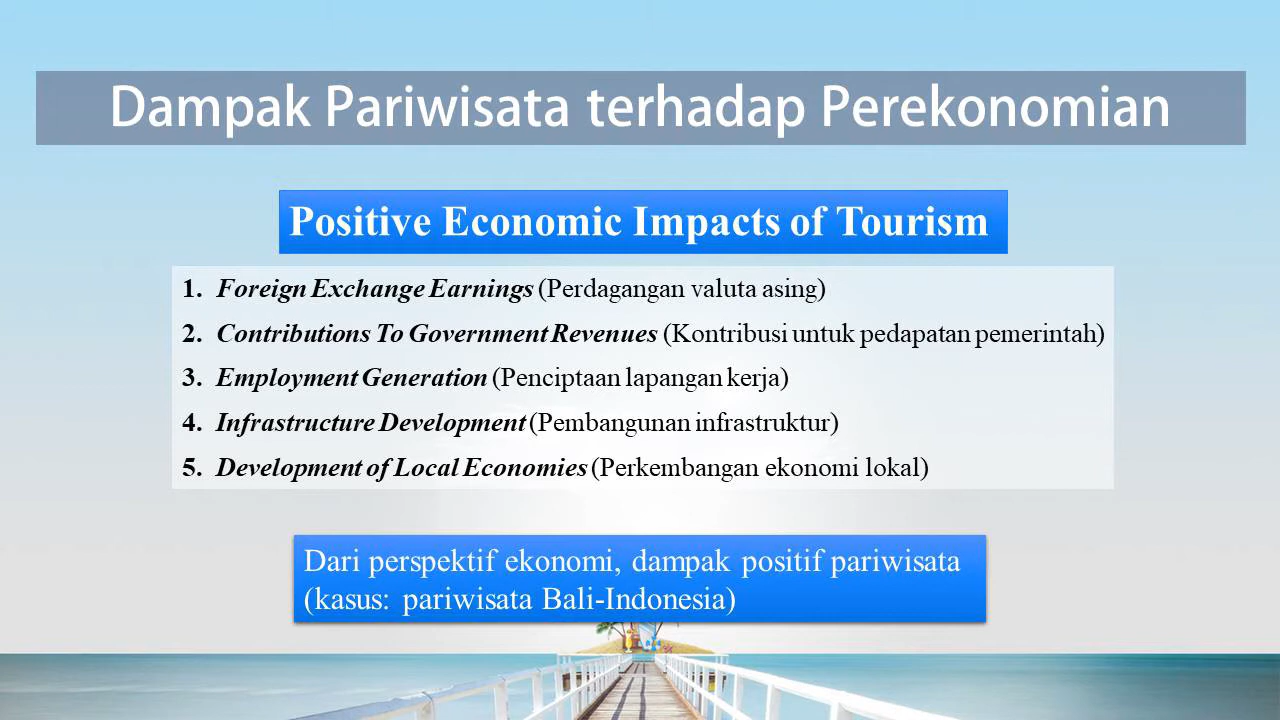 Dampak Pariwisata terhadap Perekonomian
Positive Economic Impacts of Tourism
1. Foreign Exchange Earnings (Perdagangan valuta asing)
2. Contributions To Government Revenues (Kontribusi untuk pedapatan pemerintah)
3. Employment Generation (Penciptaan lapangan kerja)
4. Infrastructure Development (Pembangunan infrastruktur)
5. Development of Local Economies (Perkembangan ekonomi lokal)
Dari perspektif ekonomi, dampak positif pariwisata
(kasus: pariwisata Bali-Indonesia)